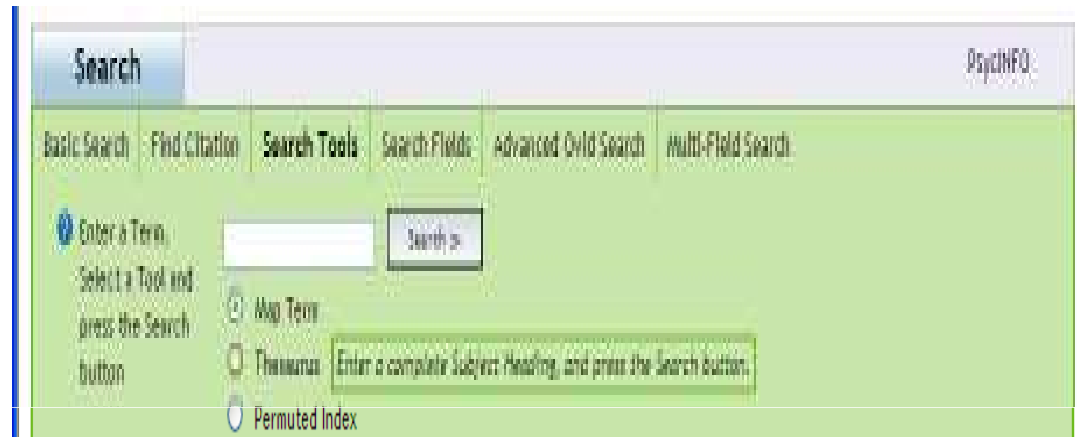 Search
PsycINFO
Basic Search Find Citation Search Tools Search Fields Advanced Ovid Search Multi-Field Search
Enter a Term,
Select a Tool and
press the Search
button
Search >
Map Term
Thesaurus Enter a complete Subject Heading, and press the Search button.
Permuted Index